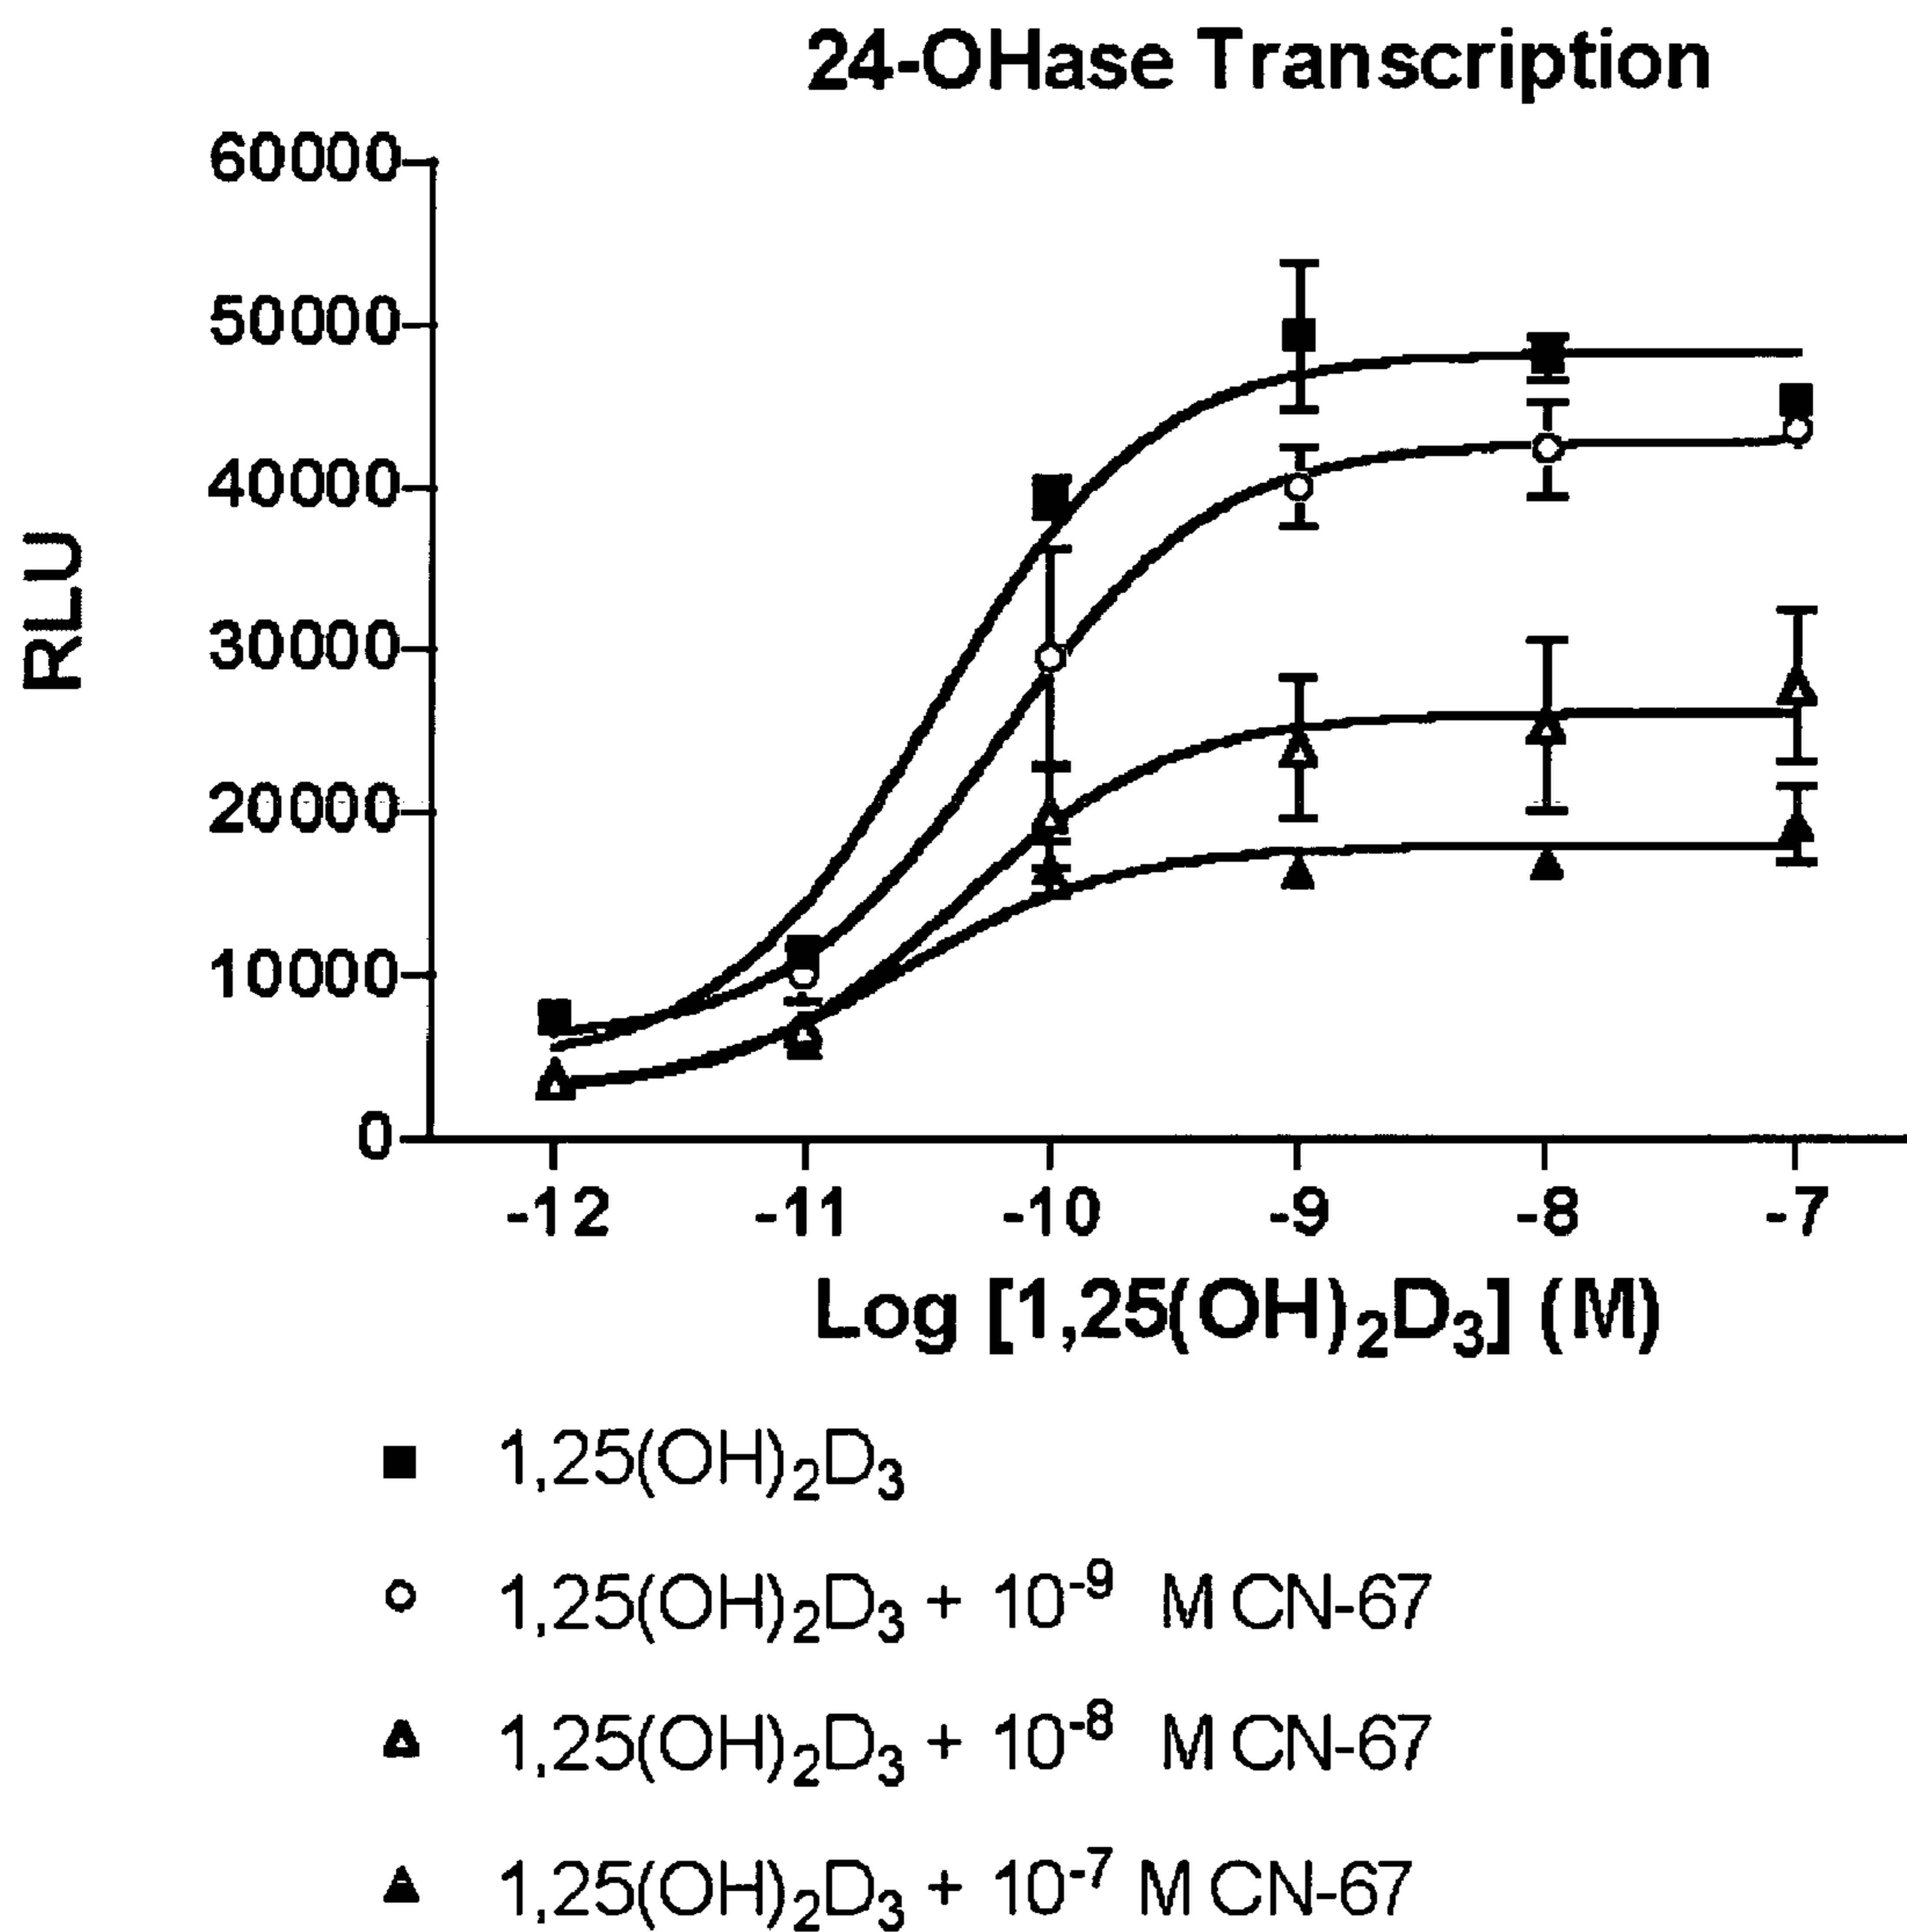 24-OHase Transcription
RLU
60000
50000
40000
30000
20000
10000
0
-12 -11 -10 -9 -8 -7
Log [1,25(OH)₂D₃] (M)
1,25(OH)₂D₃
1,25(OH)₂D₃ + 10⁻⁹ M CN-67
1,25(OH)₂D₃ + 10⁻⁸ M CN-67
1,25(OH)₂D₃ + 10⁻⁷ M CN-67